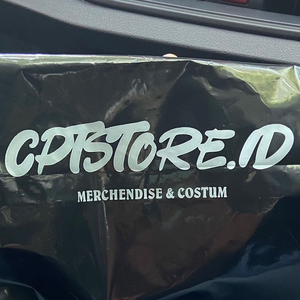 CPTSTORE.ID
MERCHENDISE & COSTUM